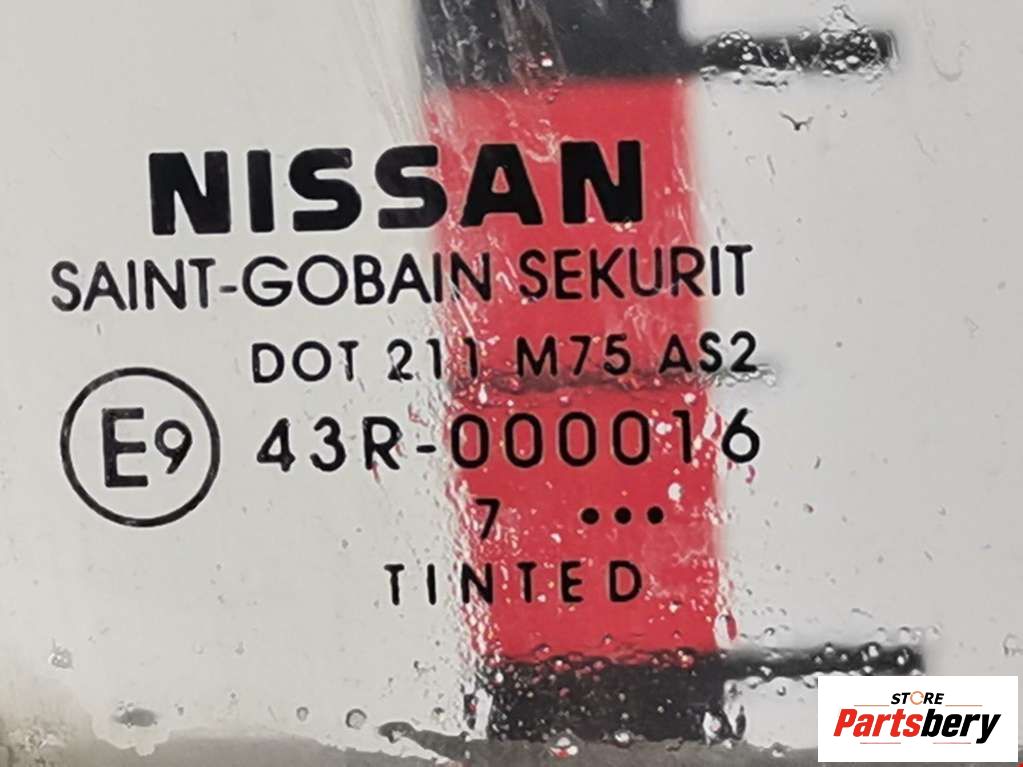 NISSAN
SAINT-GOBAIN SEKURIT
DOT 211 M75 AS2
E9 43R-000016
7 •••
TINTED
STORE
Partsbery